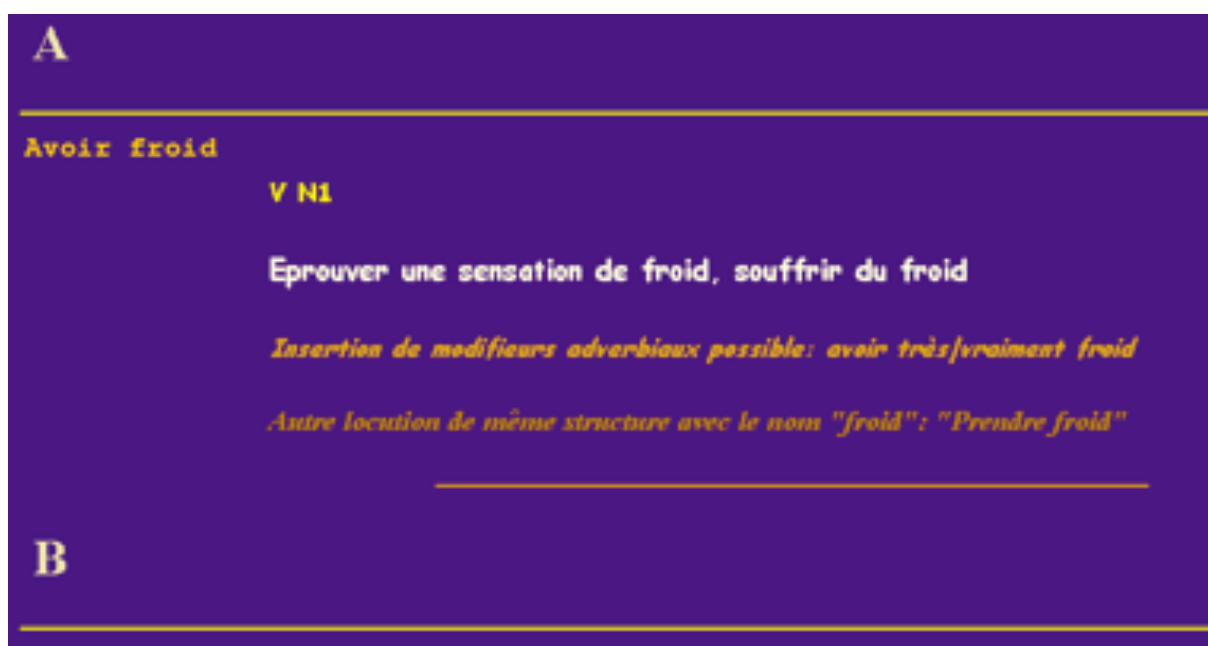 A
Avoir froid
V N1
Eprouver une sensation de froid, souffrir du froid
Insertion de modifieurs adverbiaux possible: avoir très/vraiment froid
Autre locution de même structure avec le nom "froid": "Prendre froid"
B